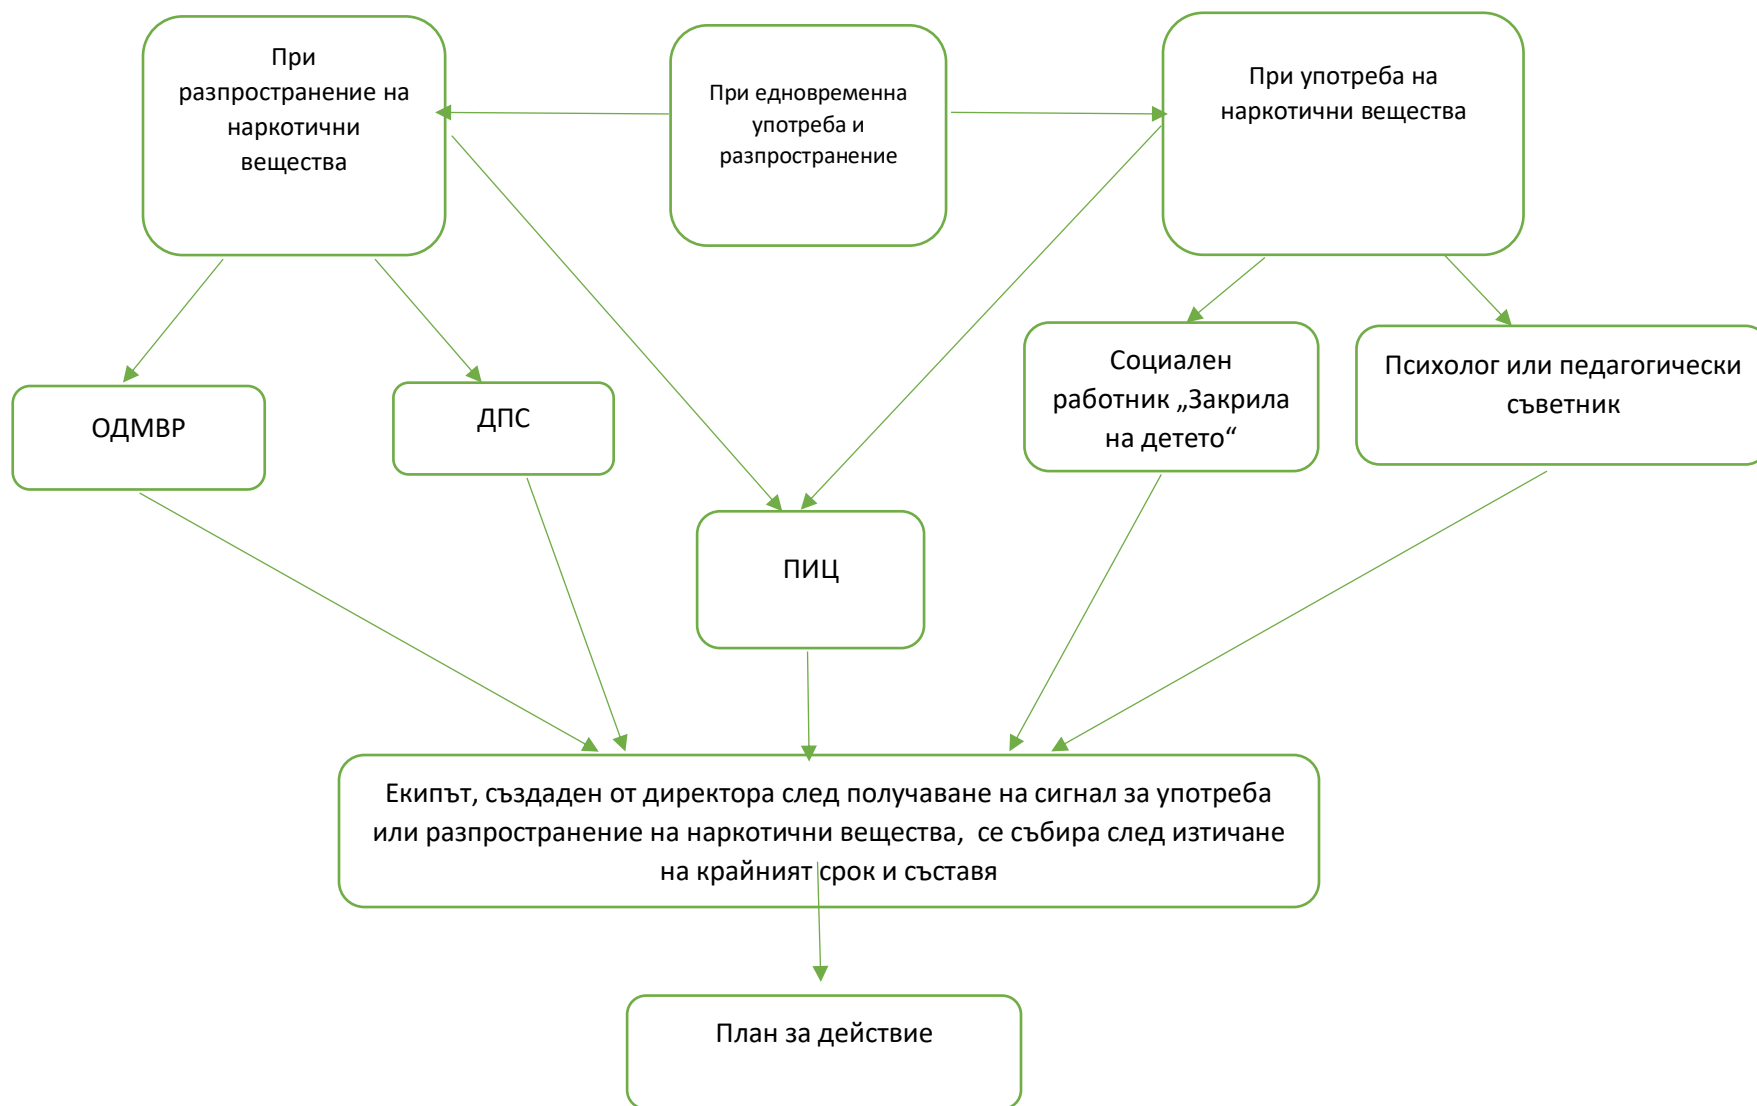 При
разпространение на
наркотични
вещества
При едновременна
употреба и
разпространение
При употреба на
наркотични вещества
ОДМВР
ДПС
Социален
работник „Закрила
на детето“
Психолог или педагогически
съветник
ПИЦ
Екипът, създаден от директора след получаване на сигнал за употреба
или разпространение на наркотични вещества, се събира след изтичане
на крайният срок и съставя
План за действие